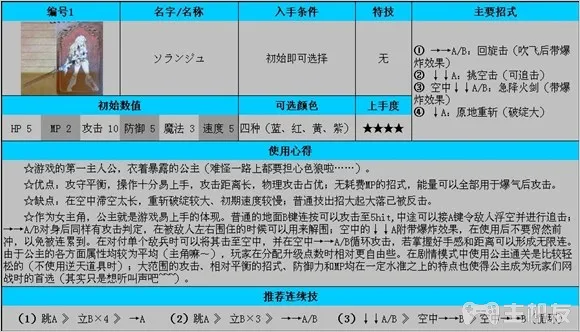 编号1 名字/名称 入手条件 特技 主要招式
ソランジュ 初始即可选择 无
① →→A/B：回旋击（吹飞后带爆
炸效果）
② ↓↓A：挑空击（可追击）
③ 空中↓↓A/B：急降火剑（带爆
炸效果）
④ ↓A：原地重斩（破绽大）
初始数值 可选颜色 上手度
HP 5 MP 2 攻击 10 防御 5 魔法 3 速度 5 四种（蓝、红、黄、紫） ★★★★
使用心得
☆游戏的第一主人公，衣着暴露的公主（难怪一路上都要担心色狼啦……）。
☆优点：攻守平衡，操作十分易上手，攻击距离长，物理攻击占优；无耗费MP的招式，能量可以全部用于爆气后攻击。
☆缺点：在空中滞空太长，重斩破绽较大、初期速度较慢；普通技出招大起大落已被反击。
☆作为女主角，公主就是游戏易上手的体现。普通的地面B键连按可以攻击至5hit，中途可以接A键令敌人浮空并进行追击；
→→A/B对身后同样有攻击判定，在被敌人左右围住的时候可以用来解围；空中的↓↓A附带爆炸效果，在使用后不要贸然前
冲，以免被连累到。在对付单个敌兵时可以将其击至空中，并在空中→→A/B循环攻击，若掌握好手感和距离可以形成无限连。
由于公主的各方面属性均较为平均（主角嘛~），玩家在分配升级点数时相对更自由些。在剧情模式中使用公主通关是比较轻
松的（不使用逆天道具时）；大范围的攻击、相对平衡的招式、防御力和MP均在一定水准之上的特点也使得公主成为玩家们网
战时的首选（其实只是想听叫声吧~~~）。
推荐连续技
（1）跳A 》 立B×4 》 →A （2）跳A 》 立B×3 》 →→A/B （3）↓↓A/B 》 空中→→B 》 空中→→B（循环）
主机友